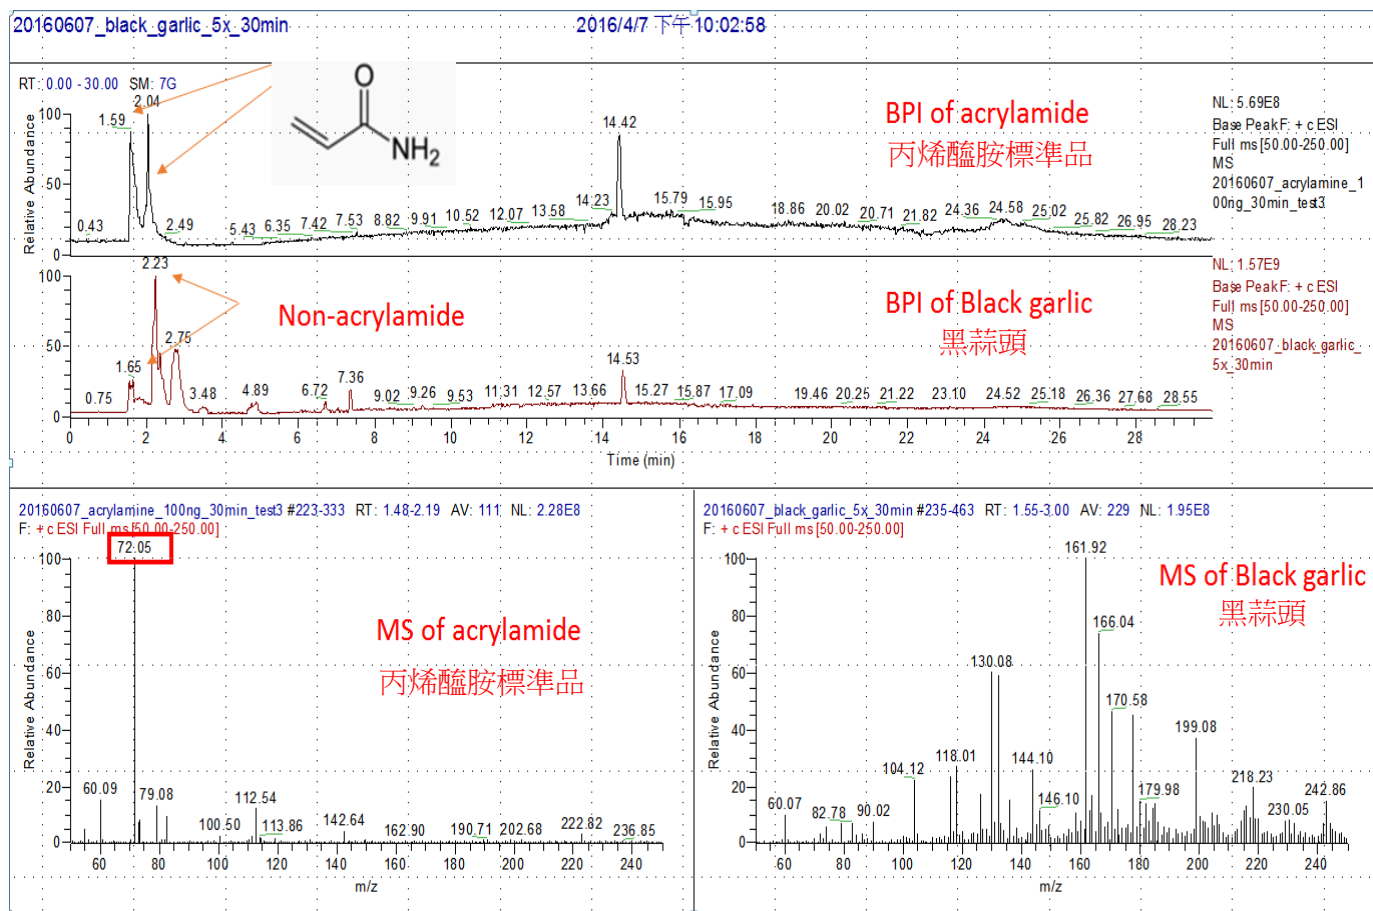 20160607_black_garlic_5x_30min
2016/4/7 下午 10:02:58
RT: 0.00 - 30.00 SM: 7G
NL: 5.69E8
Base Peak F: + c ESI
Full ms [50.00-250.00]
MS
20160607_acrylamine_1
00ng_30min_test3
BPI of acrylamide
丙烯醯胺標準品
O
NH2
Relative Abundance
100
50
0
0.43
1.59
2.04
2.49
5.43
6.35
7.42
7.53
8.82
9.91
10.52
12.07
13.58
14.23
14.42
15.79
15.95
18.86
20.02
20.71
21.82
24.36
24.58
25.02
25.82
26.95
28.23
NL: 1.57E9
Base Peak F: + c ESI
Full ms [50.00-250.00]
MS
20160607_black_garlic_
5x_30min
BPI of Black garlic
黑蒜頭
Non-acrylamide
Relative Abundance
100
50
0
0.75
1.65
2.23
2.75
3.48
4.89
6.72
7.36
9.02
9.26
9.53
11.31
12.57
13.66
14.53
15.27
15.87
17.09
19.46
20.25
21.22
23.10
24.52
25.18
26.36
27.68
28.55
0 2 4 6 8 10 12 14 16 18 20 22 24 26 28
Time (min)
20160607_acrylamine_100ng_30min_test3 #223-333 RT: 1.48-2.19 AV: 111 NL: 2.28E8
F: + c ESI Full ms [50.00-250.00]
72.05
MS of acrylamide
丙烯醯胺標準品
Relative Abundance
100
80
60
40
20
0
60.09
79.08
100.50
112.54
113.86
142.64
162.90
190.71
202.68
222.82
236.85
60 80 100 120 140 160 180 200 220 240
m/z
20160607_black_garlic_5x_30min #235-463 RT: 1.55-3.00 AV: 229 NL: 1.95E8
F: + c ESI Full ms [50.00-250.00]
MS of Black garlic
黑蒜頭
Relative Abundance
100
80
60
40
20
0
60.07
82.78
90.02
104.12
118.01
130.08
144.10
146.10
161.92
166.04
170.58
179.98
199.08
218.23
230.05
242.86
60 80 100 120 140 160 180 200 220 240
m/z